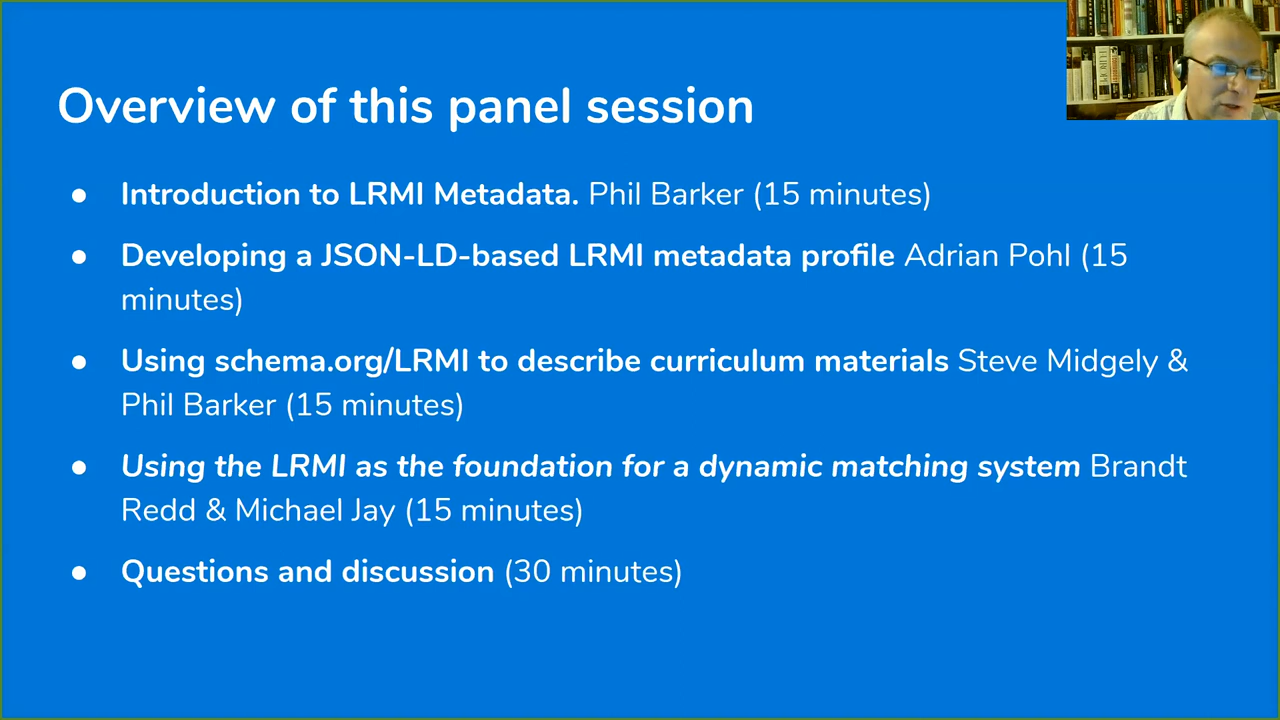 Overview of this panel session
● Introduction to LRMI Metadata. Phil Barker (15 minutes)
● Developing a JSON-LD-based LRMI metadata profile Adrian Pohl (15
minutes)
● Using schema.org/LRMI to describe curriculum materials Steve Midgely &
Phil Barker (15 minutes)
● Using the LRMI as the foundation for a dynamic matching system Brandt
Redd & Michael Jay (15 minutes)
● Questions and discussion (30 minutes)